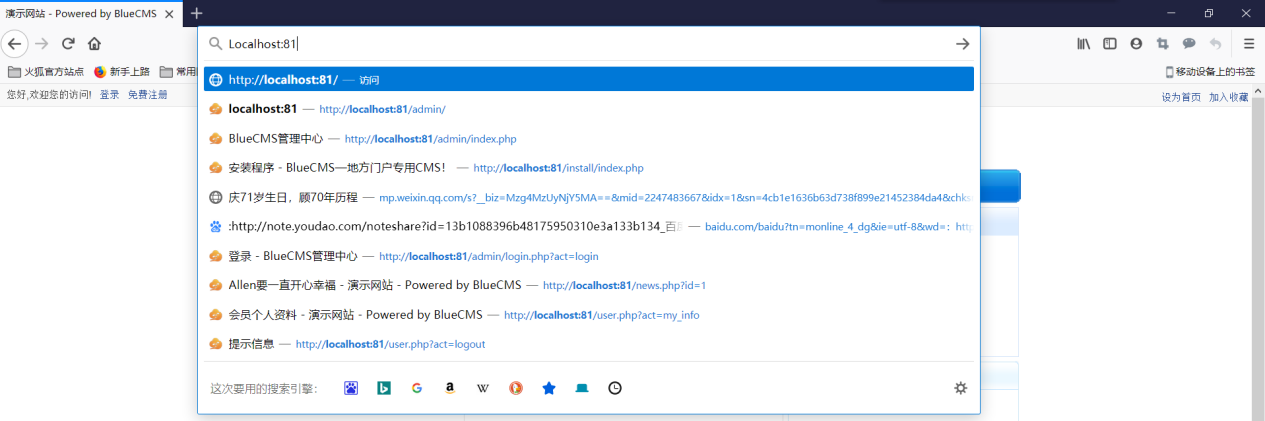 演示网站 - Powered by BlueCMS
Localhost:81
火狐官方站点 新手上路 常用 移动设备上的书签
您好,欢迎您的访问! 登录 免费注册 设为首页 加入收藏
http://localhost:81/ — 访问
localhost:81 — http://localhost:81/admin/
BlueCMS管理中心 — http://localhost:81/admin/index.php
安装程序 - BlueCMS—地方门户专用CMS! — http://localhost:81/install/index.php
庆71岁生日，顾70年历程 — mp.weixin.qq.com/s?__biz=Mzg4MzUyNjY5MA==&mid=2247483667&idx=1&sn=4cb1e1636b63d738f899e21452384da4&chks
:http://note.youdao.com/noteshare?id=13b1088396b48175950310e3a133b134_百度 — baidu.com/baidu?tn=monline_4_dg&ie=utf-8&wd=: http
登录 - BlueCMS管理中心 — http://localhost:81/admin/login.php?act=login
Allen要一直开心幸福 - 演示网站 - Powered by BlueCMS — http://localhost:81/news.php?id=1
会员个人资料 - 演示网站 - Powered by BlueCMS — http://localhost:81/user.php?act=my_info
提示信息 — http://localhost:81/user.php?act=logout
这次要用的搜索引擎: